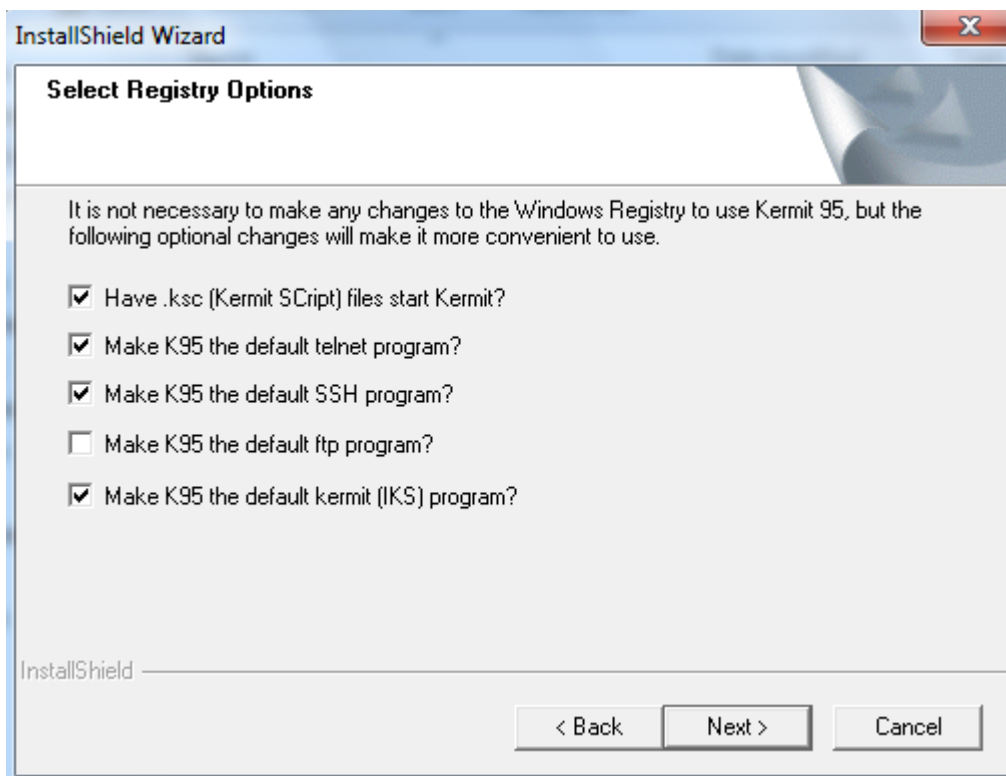 InstallShield Wizard
Select Registry Options
It is not necessary to make any changes to the Windows Registry to use Kermit 95, but the
following optional changes will make it more convenient to use.
Have .ksc (Kermit SCript) files start Kermit?
Make K95 the default telnet program?
Make K95 the default SSH program?
Make K95 the default ftp program?
Make K95 the default kermit (IKS) program?
InstallShield
< Back Next > Cancel